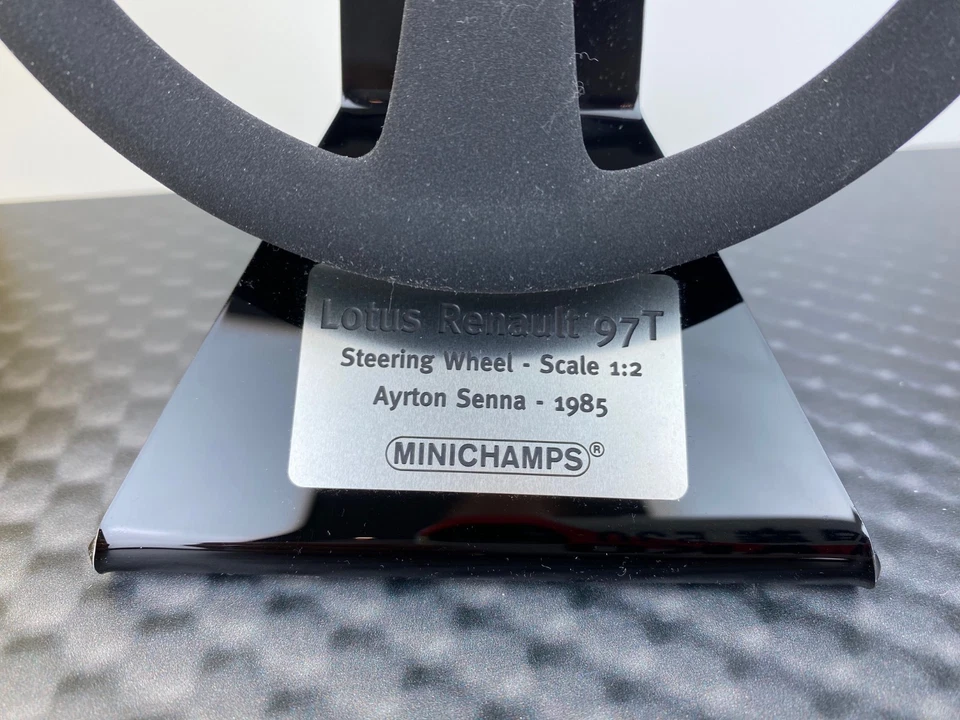 Lotus Renault 97T
Steering Wheel - Scale 1:2
Ayrton Senna - 1985
MINICHAMPS®